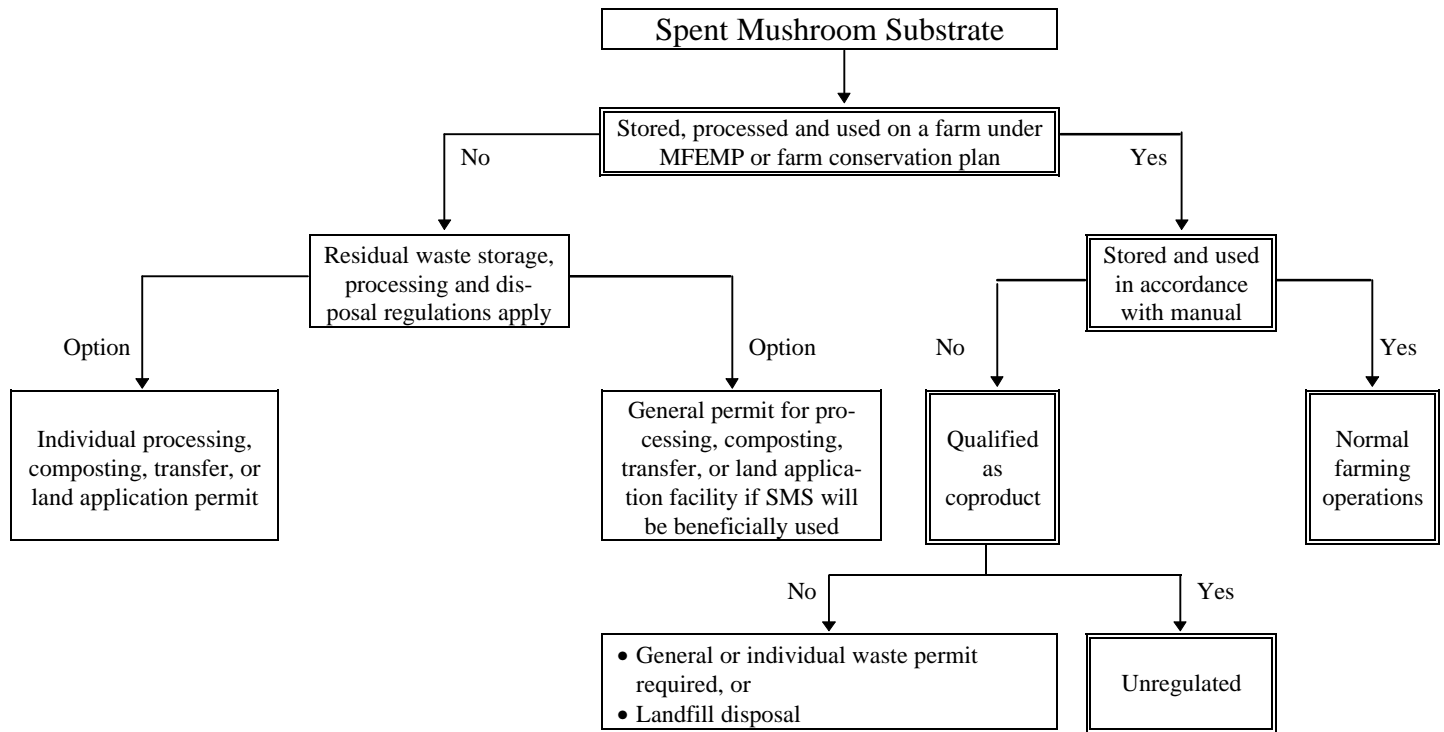 Spent Mushroom Substrate
Stored, processed and used on a farm under
MFEMP or farm conservation plan
No
Yes
Residual waste storage,
processing and dis-
posal regulations apply
Stored and used
in accordance
with manual
Option
Option
No
Yes
Individual processing,
composting, transfer, or
land application permit
General permit for pro-
cessing, composting,
transfer, or land applica-
tion facility if SMS will
be beneficially used
Qualified
as
coproduct
Normal
farming
operations
No
Yes
• General or individual waste permit
required, or
• Landfill disposal
Unregulated